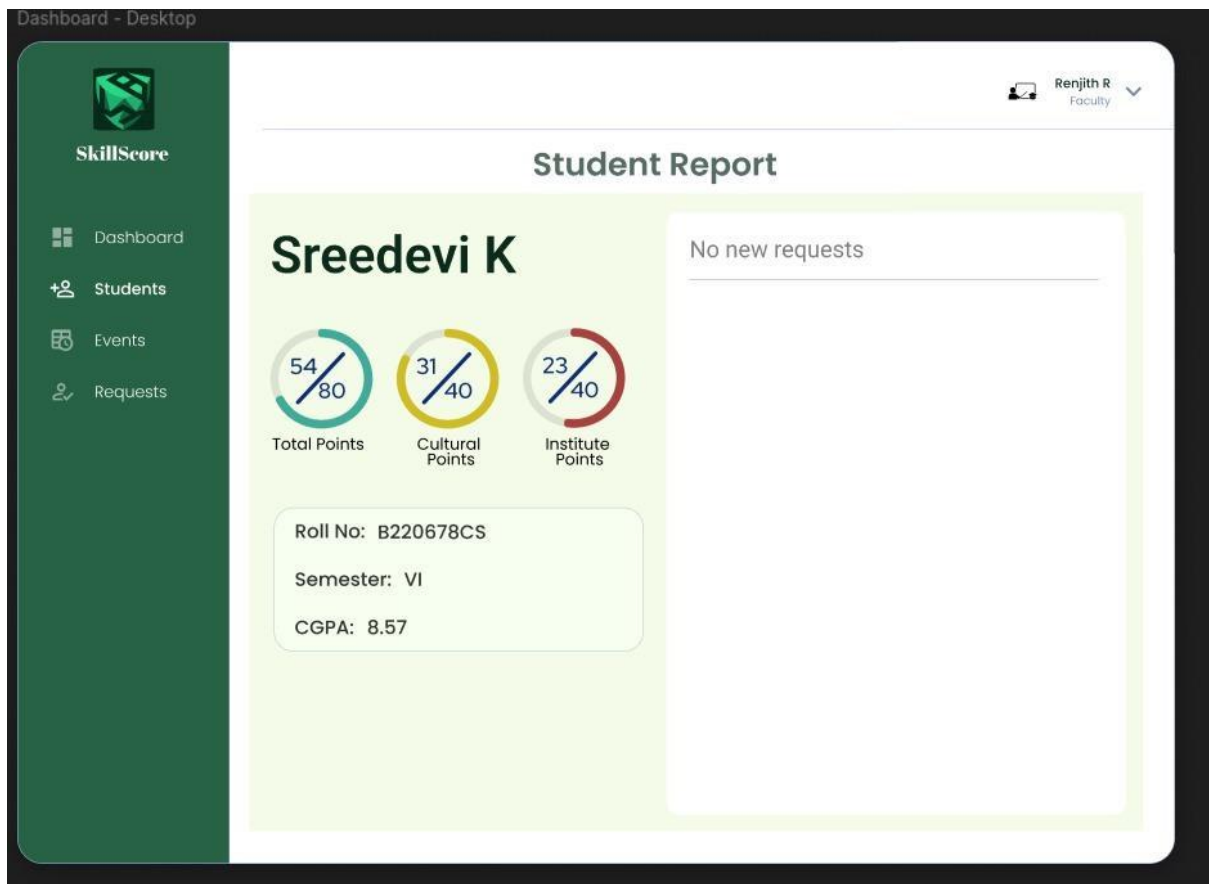 Dashboard - Desktop
SkillScore
Dashboard
Students
Events
Requests
Renjith R
Faculty
Student Report
Sreedevi K
54/80
Total Points
31/40
Cultural
Points
23/40
Institute
Points
Roll No: B220678CS
Semester: VI
CGPA: 8.57
No new requests